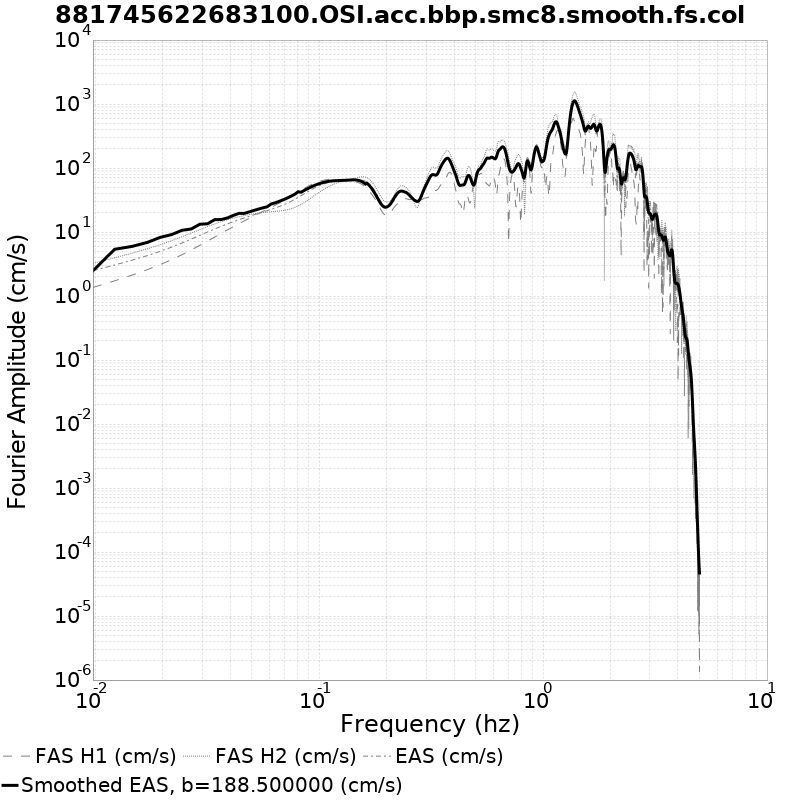 881745622683100.OSI.acc.bbp.smc8.smooth.fs.col
10^4
10^3
10^2
10^1
10^0
10^-1
10^-2
10^-3
10^-4
10^-5
10^-6
Fourier Amplitude (cm/s)
10^-2 10^-1 10^0 10^1
Frequency (hz)
FAS H1 (cm/s) FAS H2 (cm/s) EAS (cm/s)
Smoothed EAS, b=188.500000 (cm/s)